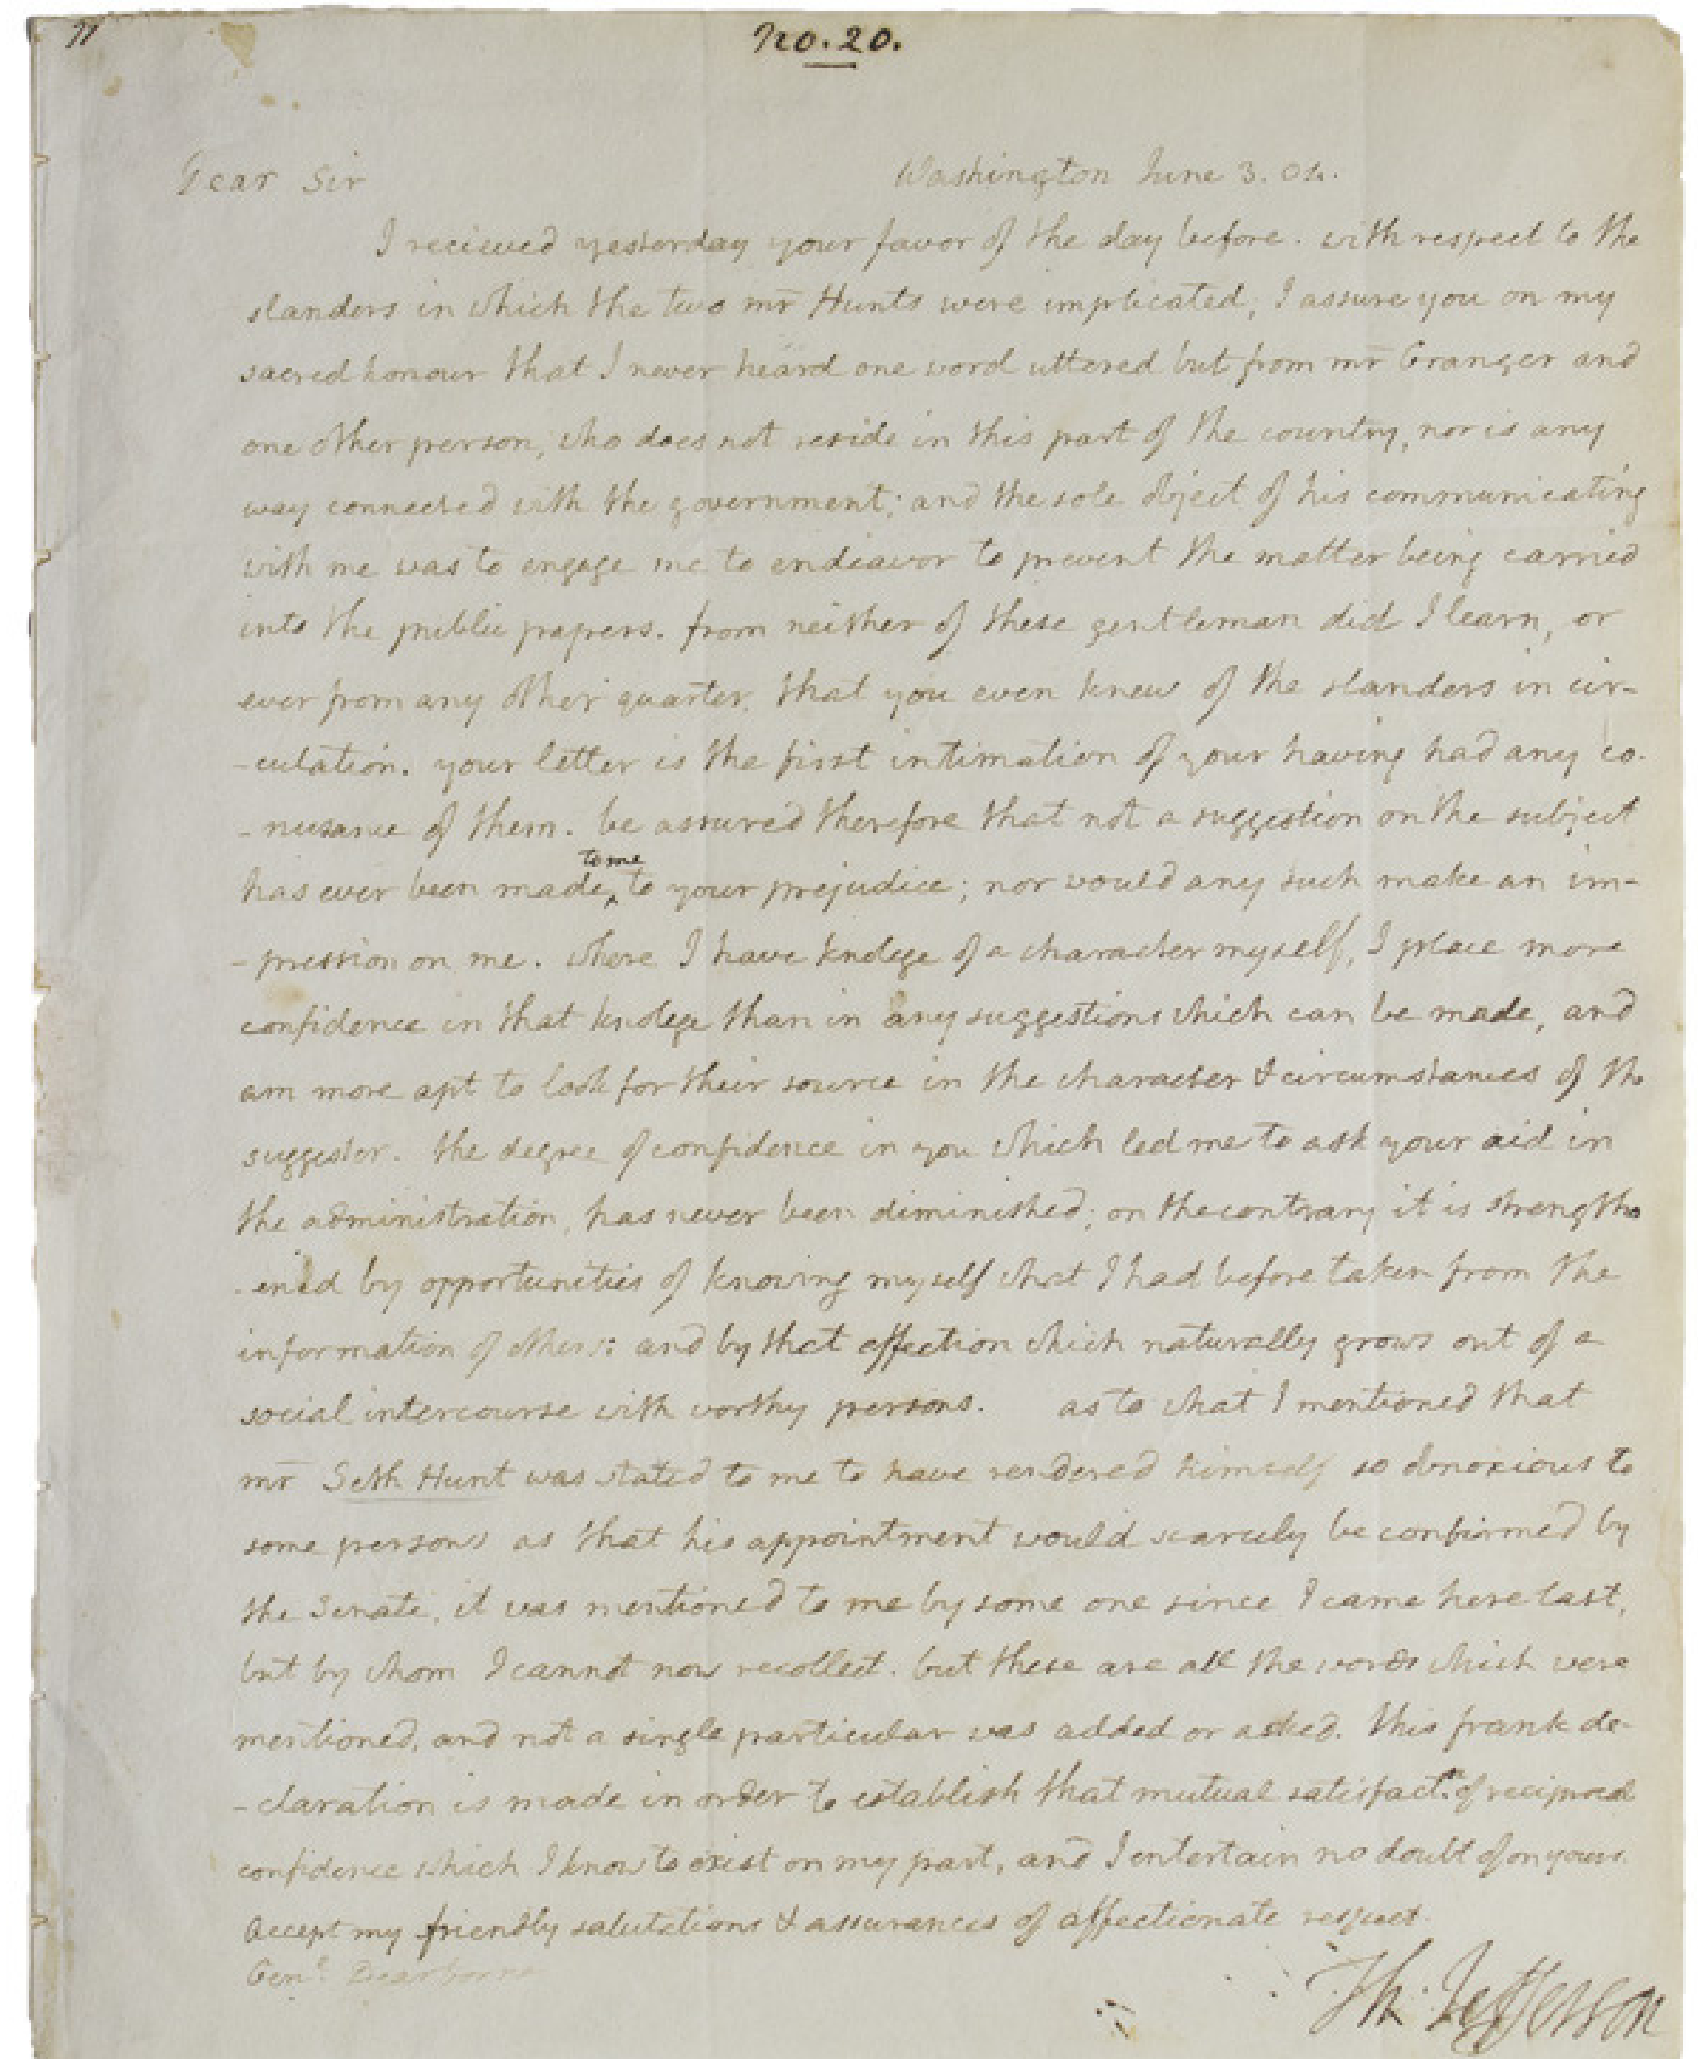 No. 20.
Dear Sir
Washington June 3. 04.
I recieved yesterday your favor of the day before. with respect to the
slanders in which the two mr Hunts were implicated, I assure you on my
sacred honour that I never heard one word uttered but from mr Granger and
one other person, who does not reside in this part of the country, nor is any
way connected with the government; and the sole object of his communicating
with me was to engage me to endeavor to prevent the matter being carried
into the public papers. from neither of these gentleman did I learn, or
ever from any other quarter, that you even knew of the slanders in cir-
-culation. your letter is the first intimation of your having had any co-
-nusance of them. be assured therefore that not a suggestion on the subject
has ever been made, to me to your prejudice; nor would any such make an im-
-pression on me. where I have knolege of a character myself, I place more
confidence in that knolege than in any suggestions which can be made, and
am more apt to look for their source in the character & circumstances of the
suggester. the degree of confidence in you which led me to ask your aid in
the administration, has never been diminished; on the contrary it is strength
-ened by opportunities of knowing myself what I had before taken from the
information of others: and by that affection which naturally grows out of a
social intercourse with worthy persons. as to what I mentioned that
mr Seth Hunt was stated to me to have rendered himself so obnoxious to
some persons as that his appointment would scarcely be confirmed by
the Senate, it was mentioned to me by some one since I came here last,
but by whom I cannot now recollect. but these are all the words which were
mentioned, and not a single particular was added or asked. this frank de-
-claration is made in order to establish that mutual satisfactn. of reciprocal
confidence which I know to exist on my part, and I entertain no doubt of on yours.
Accept my friendly salutations & assurances of affectionate respect.
Genl. Dearborne
Th: Jefferson